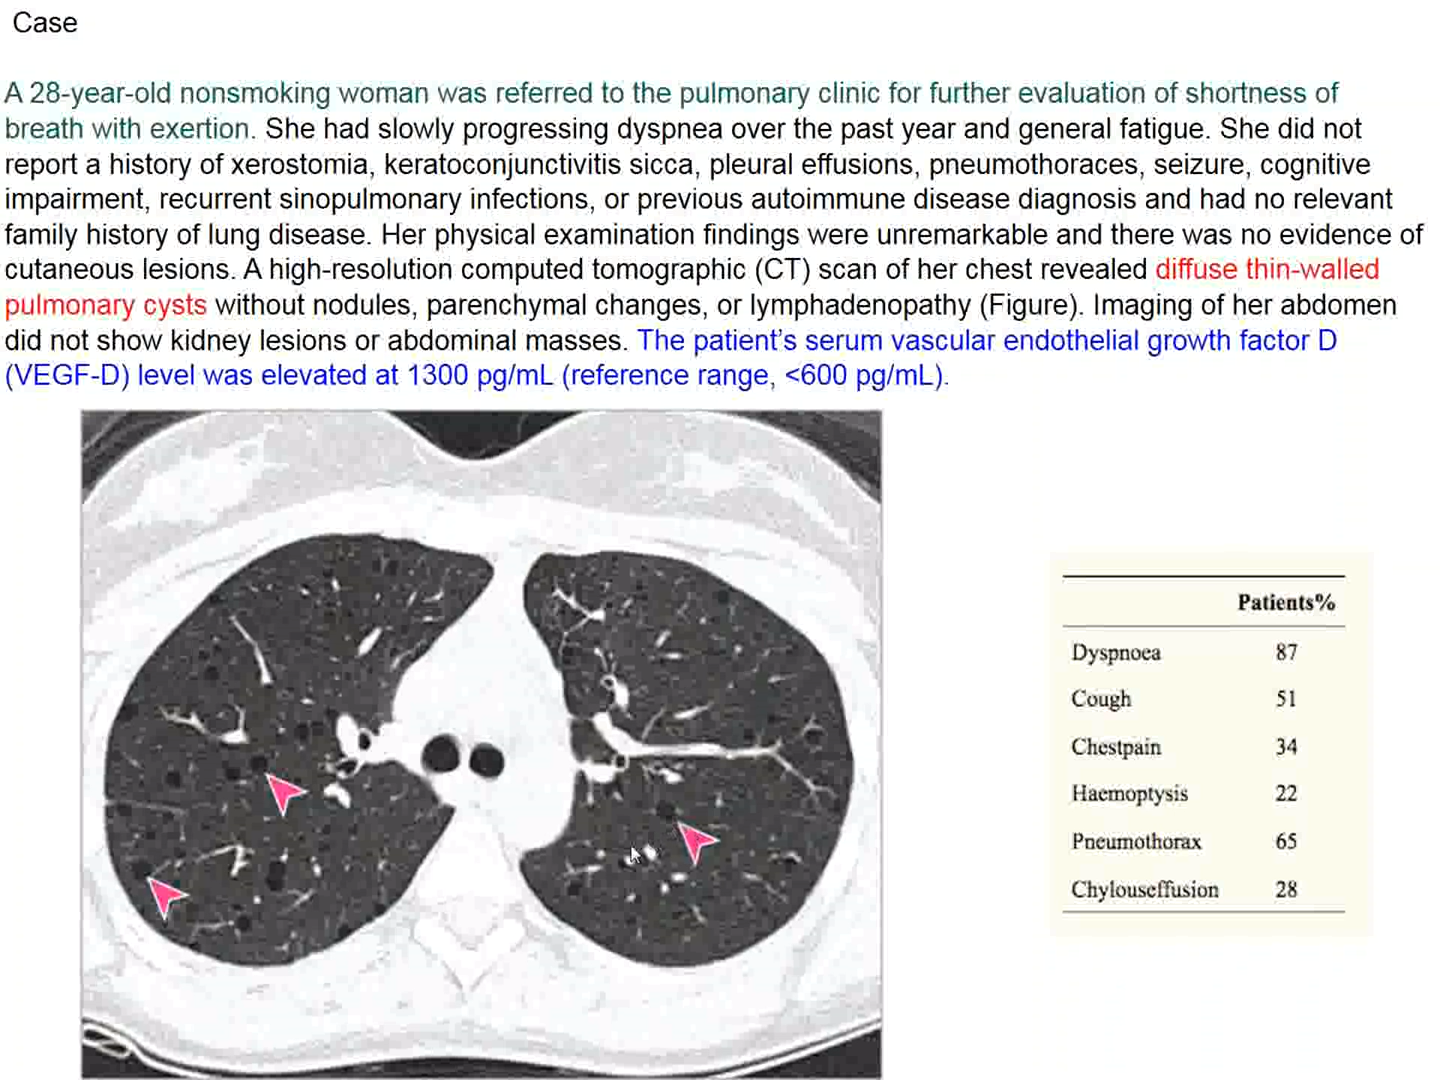 Case
A 28-year-old nonsmoking woman was referred to the pulmonary clinic for further evaluation of shortness of
breath with exertion. She had slowly progressing dyspnea over the past year and general fatigue. She did not
report a history of xerostomia, keratoconjunctivitis sicca, pleural effusions, pneumothoraces, seizure, cognitive
impairment, recurrent sinopulmonary infections, or previous autoimmune disease diagnosis and had no relevant
family history of lung disease. Her physical examination findings were unremarkable and there was no evidence of
cutaneous lesions. A high-resolution computed tomographic (CT) scan of her chest revealed diffuse thin-walled
pulmonary cysts without nodules, parenchymal changes, or lymphadenopathy (Figure). Imaging of her abdomen
did not show kidney lesions or abdominal masses. The patient's serum vascular endothelial growth factor D
(VEGF-D) level was elevated at 1300 pg/mL (reference range, <600 pg/mL).
Patients%
Dyspnoea 87
Cough 51
Chestpain 34
Haemoptysis 22
Pneumothorax 65
Chylouseffusion 28